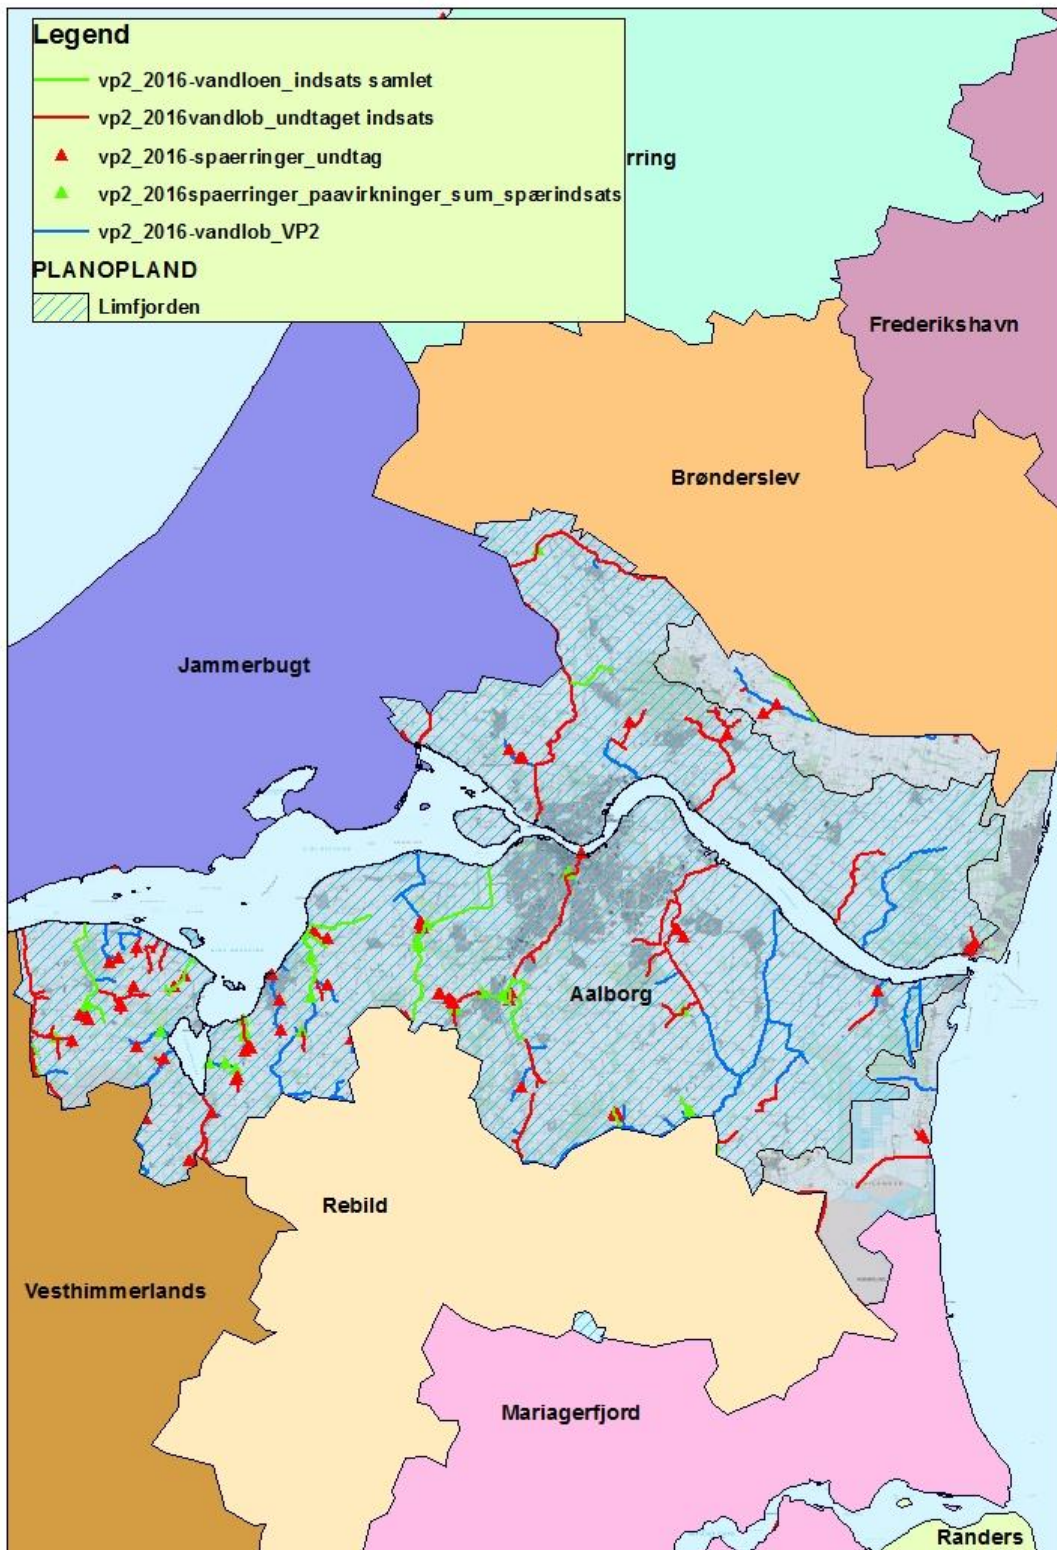 Legend
vp2_2016-vandloen_indsats samlet
vp2_2016vandlob_undtaget indsats
vp2_2016-spaerringer_undtag
vp2_2016spaerringer_paavirkninger_sum_spærindsats
vp2_2016-vandlob_VP2
PLANOPLAND
Limfjorden
rring
Frederikshavn
Brønderslev
Jammerbugt
Aalborg
Rebild
Vesthimmerlands
Mariagerfjord
Randers